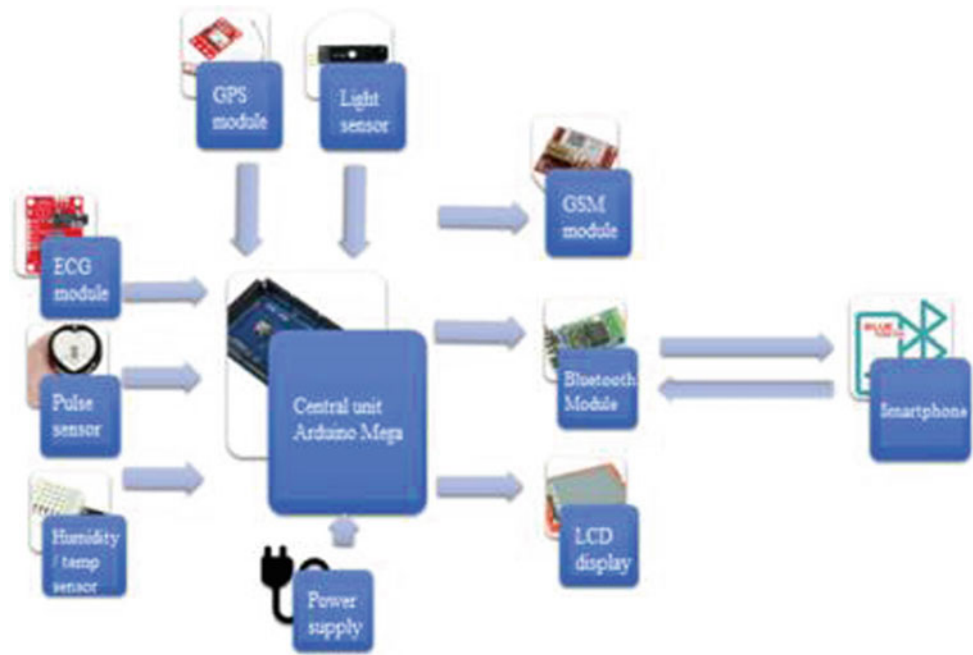 GPS
module
Light
sensor
GSM
module
ECG
module
Pulse
sensor
Central unit
Arduino Mega
Bluetooth
Module
BLUE
Smartphone
Humidity
/ temp
sensor
LCD
display
Power
supply